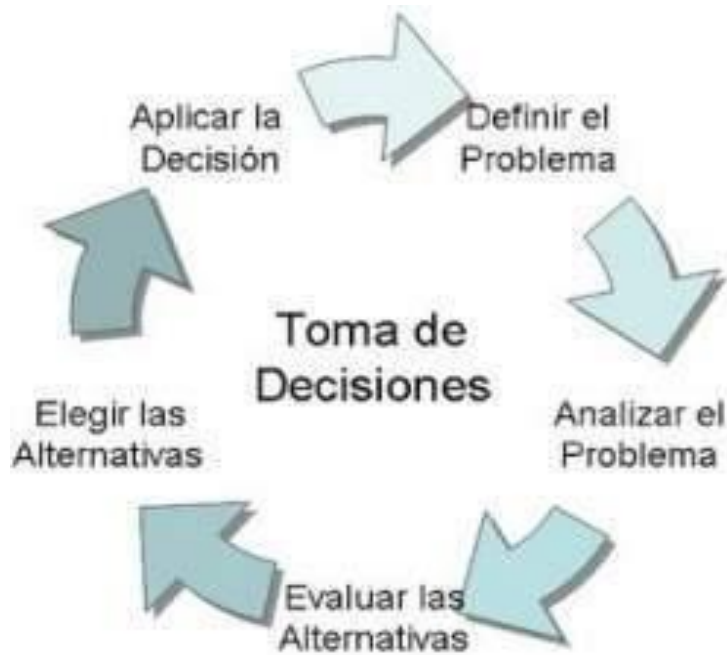 Aplicar la
Decisión
Definir el
Problema
Toma de
Decisiones
Elegir las
Alternativas
Analizar el
Problema
Evaluar las
Alternativas